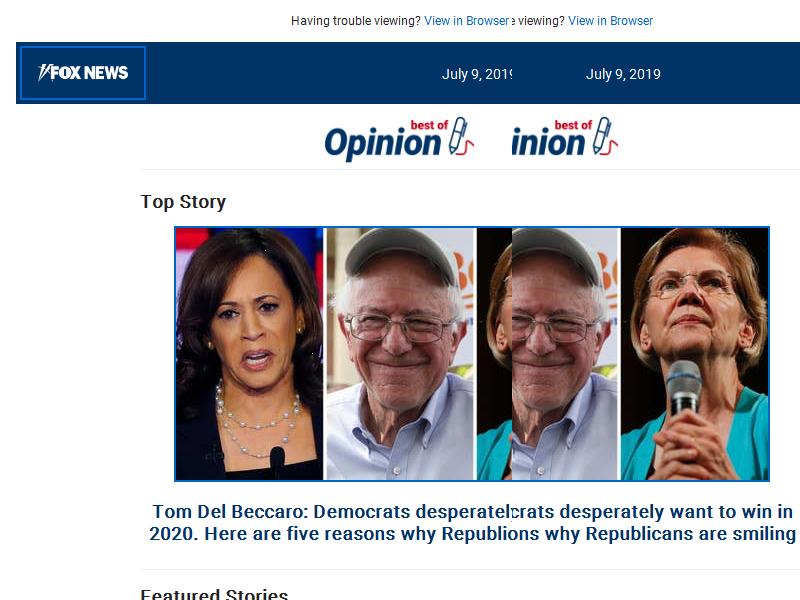 Having trouble viewing? View in Browser e viewing? View in Browser
FOX NEWS
July 9, 2019 July 9, 2019
best of best of
Opinion inion
Top Story
Tom Del Beccaro: Democrats desperatelcrats desperately want to win in
2020. Here are five reasons why Republions why Republicans are smiling
Featured Stories